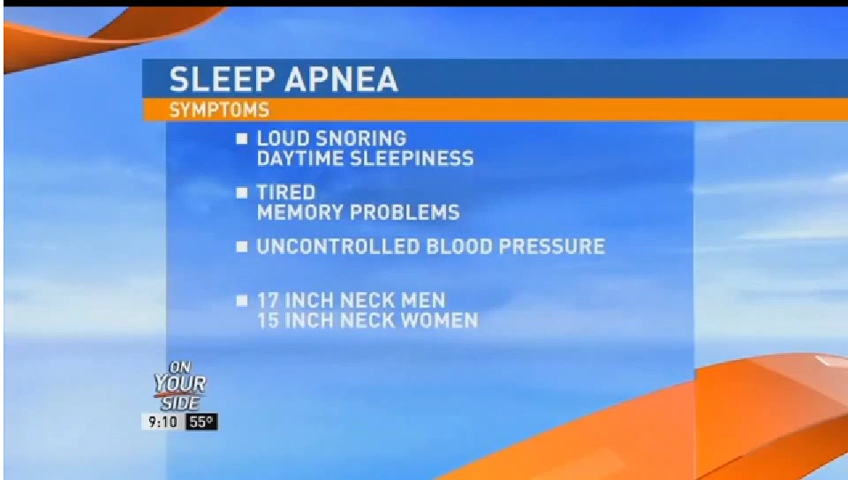 SLEEP APNEA
SYMPTOMS
LOUD SNORING
DAYTIME SLEEPINESS
TIRED
MEMORY PROBLEMS
UNCONTROLLED BLOOD PRESSURE
17 INCH NECK MEN
15 INCH NECK WOMEN
ON
YOUR
SIDE
9:10 55°